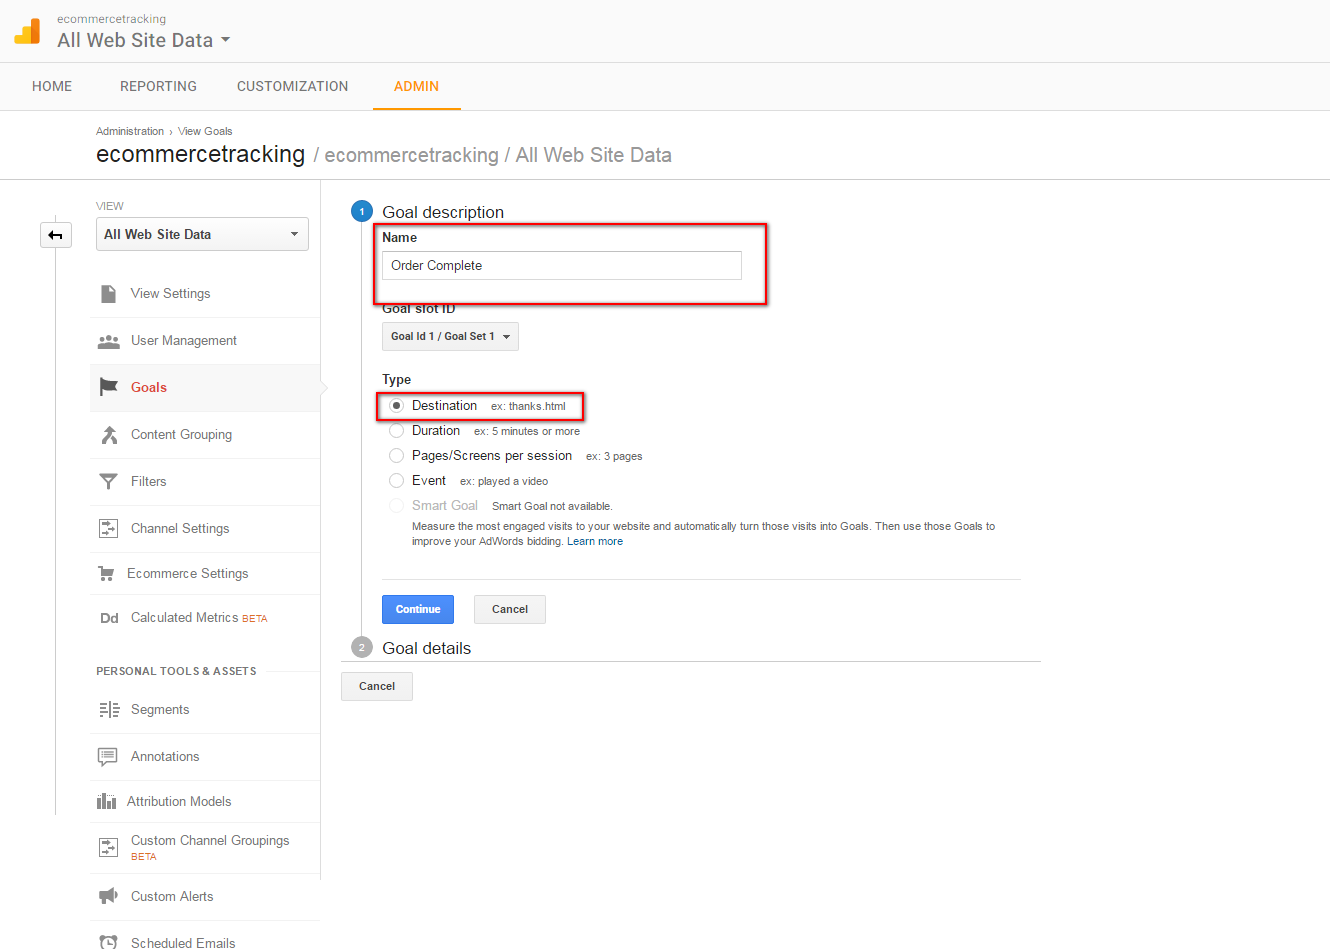 ecommercetracking
All Web Site Data
HOME REPORTING CUSTOMIZATION ADMIN
Administration › View Goals
ecommercetracking / ecommercetracking / All Web Site Data
VIEW
All Web Site Data
View Settings
User Management
Goals
Content Grouping
Filters
Channel Settings
Ecommerce Settings
Dd Calculated Metrics BETA
PERSONAL TOOLS & ASSETS
Segments
Annotations
Attribution Models
Custom Channel Groupings
BETA
Custom Alerts
Scheduled Emails
1 Goal description
Name
Order Complete
Goal slot ID
Goal Id 1 / Goal Set 1
Type
Destination ex: thanks.html
Duration ex: 5 minutes or more
Pages/Screens per session ex: 3 pages
Event ex: played a video
Smart Goal Smart Goal not available.
Measure the most engaged visits to your website and automatically turn those visits into Goals. Then use those Goals to
improve your AdWords bidding. Learn more
Continue Cancel
2 Goal details
Cancel